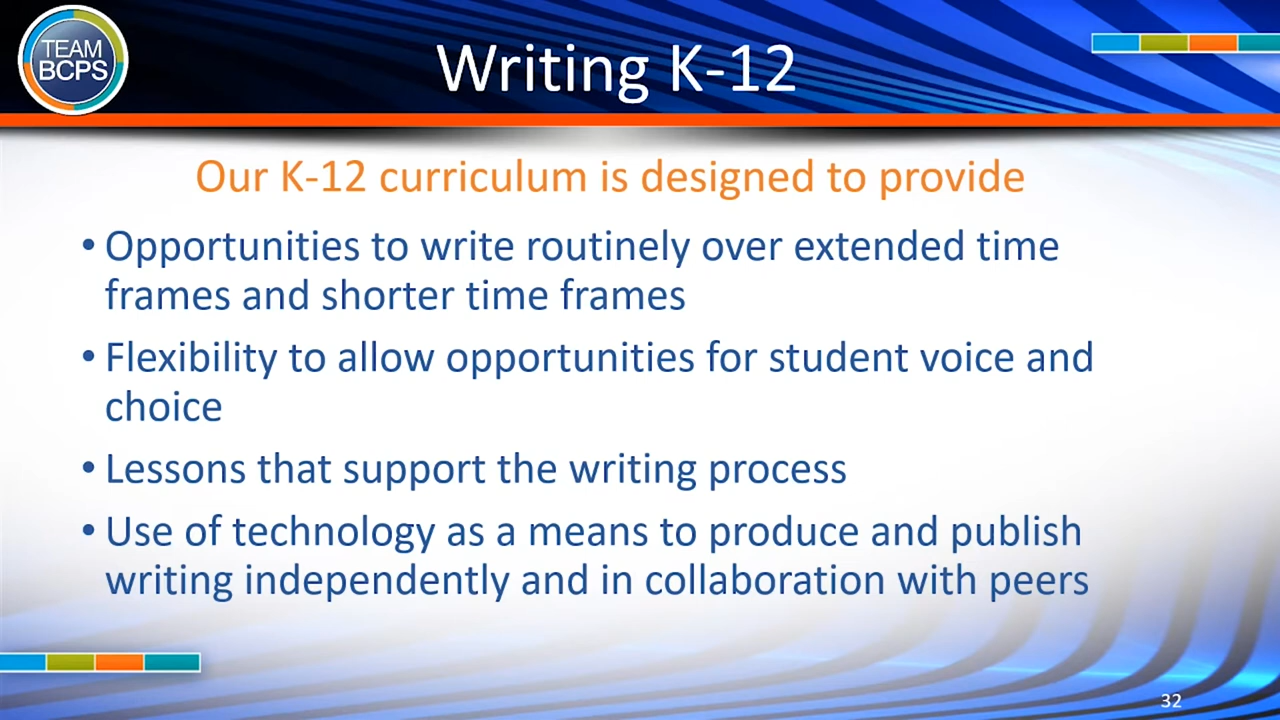 TEAM
BCPS
Writing K-12
Our K-12 curriculum is designed to provide
• Opportunities to write routinely over extended time
frames and shorter time frames
• Flexibility to allow opportunities for student voice and
choice
• Lessons that support the writing process
• Use of technology as a means to produce and publish
writing independently and in collaboration with peers
32